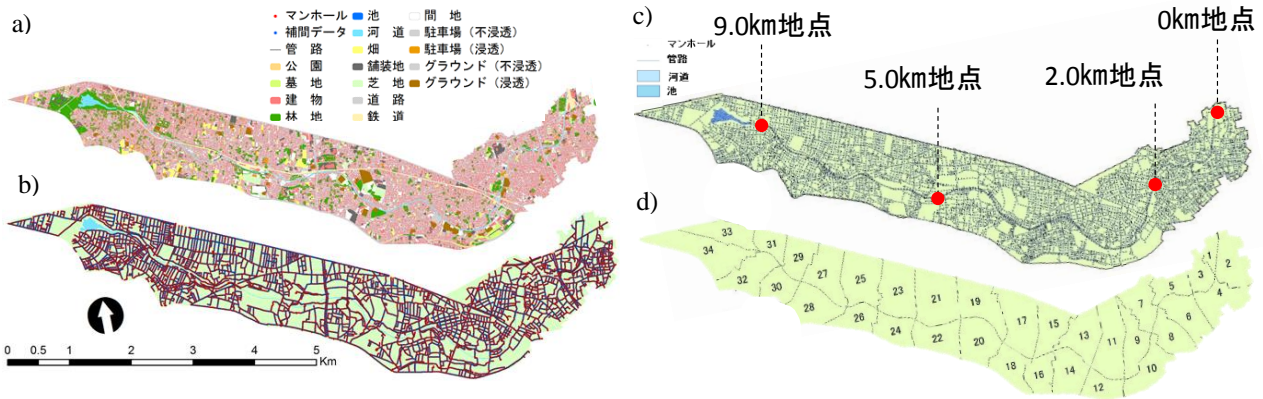 a)
マンホール
池
間 地
補間データ
河 道
駐車場(不浸透)
管 路
畑
駐車場(浸透)
公 園
舗装地
グラウンド(不浸透)
墓 地
芝 地
グラウンド(浸透)
建 物
道 路
林 地
鉄 道
b)
0 0.5 1 2 3 4 5
Km
c)
9.0km地点
0km地点
5.0km地点
2.0km地点
マンホール
管路
河道
池
d)
33
34
31
32
29
30
27
28
25
26
23
24
21
22
19
20
17
18
15
16
13
14
11
12
9
10
7
8
5
6
3
4
1
2